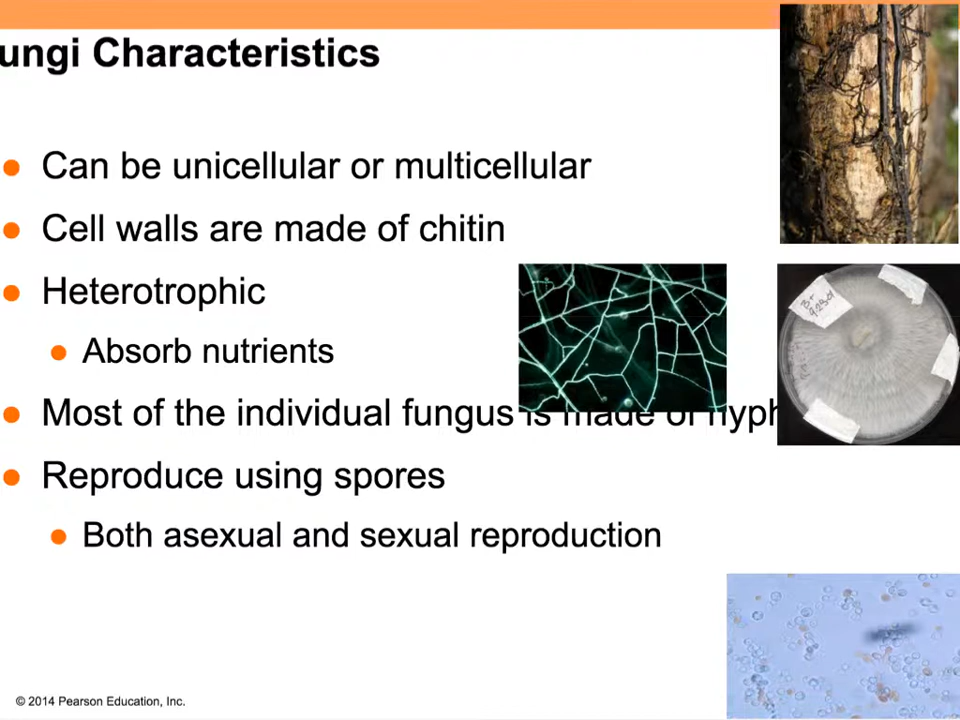 ungi Characteristics
Can be unicellular or multicellular
Cell walls are made of chitin
Heterotrophic
Absorb nutrients
Most of the individual fungus is made of hyph
Reproduce using spores
Both asexual and sexual reproduction
© 2014 Pearson Education, Inc.